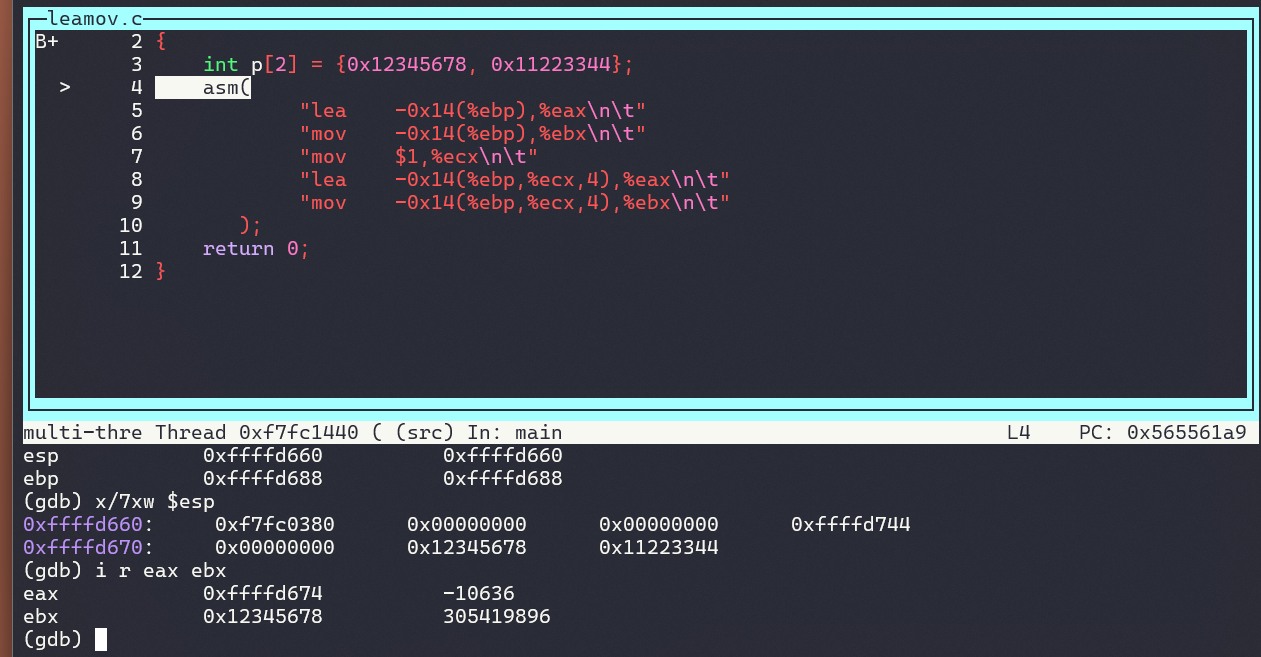 leamov.c
B+      2 {
        3     int p[2] = {0x12345678, 0x11223344};
  >     4     asm(
        5             "lea    -0x14(%ebp),%eax\n\t"
        6             "mov    -0x14(%ebp),%ebx\n\t"
        7             "mov    $1,%ecx\n\t"
        8             "lea    -0x14(%ebp,%ecx,4),%eax\n\t"
        9             "mov    -0x14(%ebp,%ecx,4),%ebx\n\t"
       10        );
       11     return 0;
       12 }
multi-thre Thread 0xf7fc1440 ( (src) In: main                                     L4    PC: 0x565561a9
esp            0xffffd660          0xffffd660
ebp            0xffffd688          0xffffd688
(gdb) x/7xw $esp
0xffffd660:     0xf7fc0380      0x00000000      0x00000000      0xffffd744
0xffffd670:     0x00000000      0x12345678      0x11223344
(gdb) i r eax ebx
eax            0xffffd674          -10636
ebx            0x12345678          305419896
(gdb)